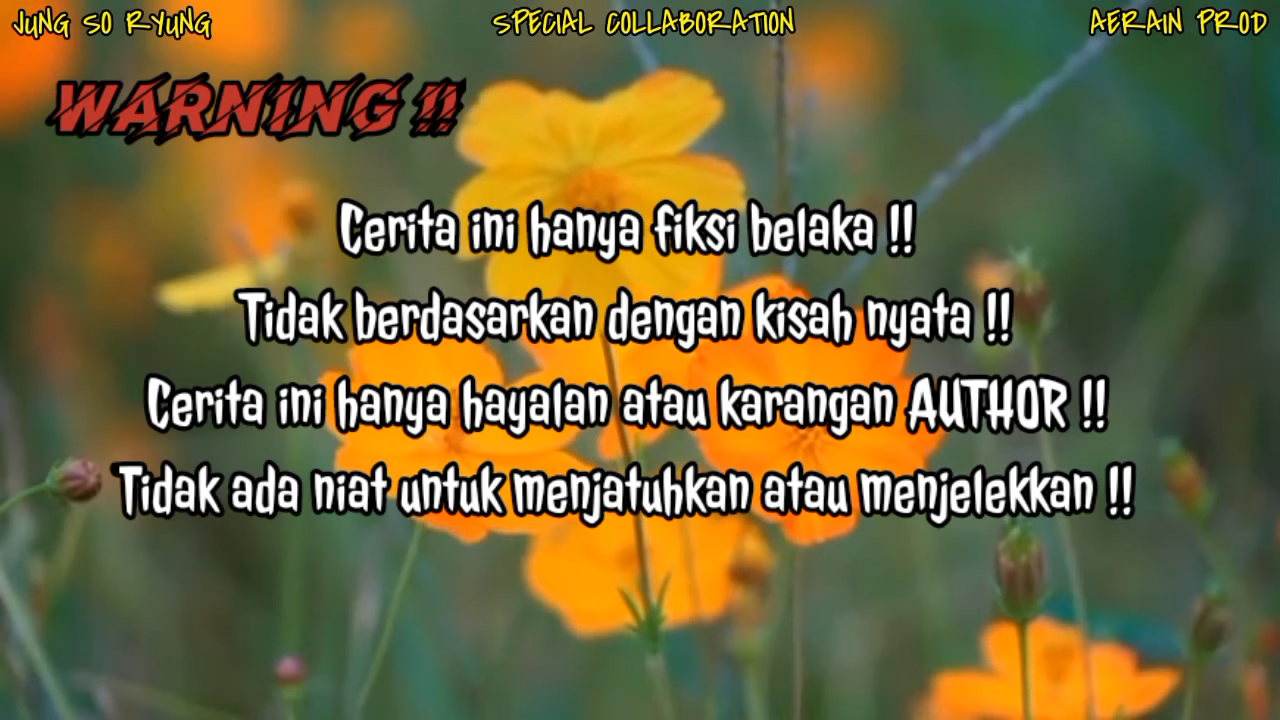 JUNG SO RYUNG SPECIAL COLLABORATION AERAIN PROD
WARNING !!
Cerita ini hanya fiksi belaka !!
Tidak berdasarkan dengan kisah nyata !!
Cerita ini hanya hayalan atau karangan AUTHOR !!
Tidak ada niat untuk menjatuhkan atau menjelekkan !!